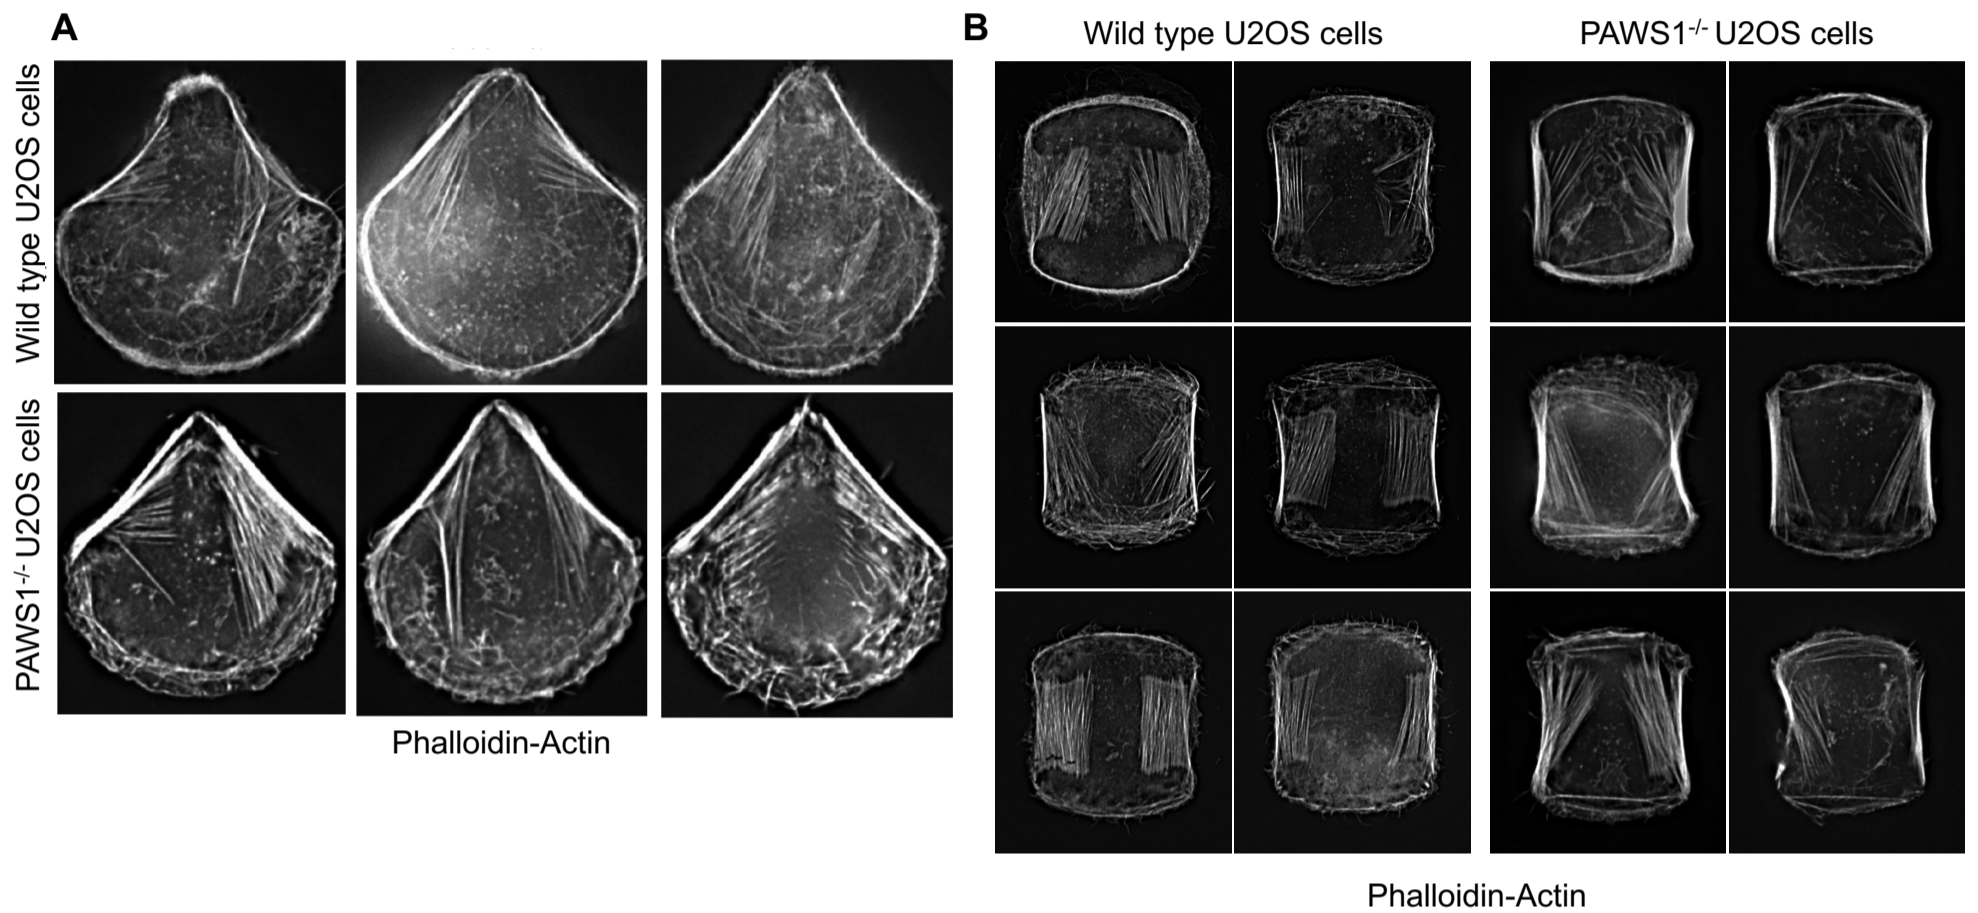 A
Wild type U2OS cells
PAWS1-/- U2OS cells
Phalloidin-Actin
B
Wild type U2OS cells
PAWS1-/- U2OS cells
Phalloidin-Actin